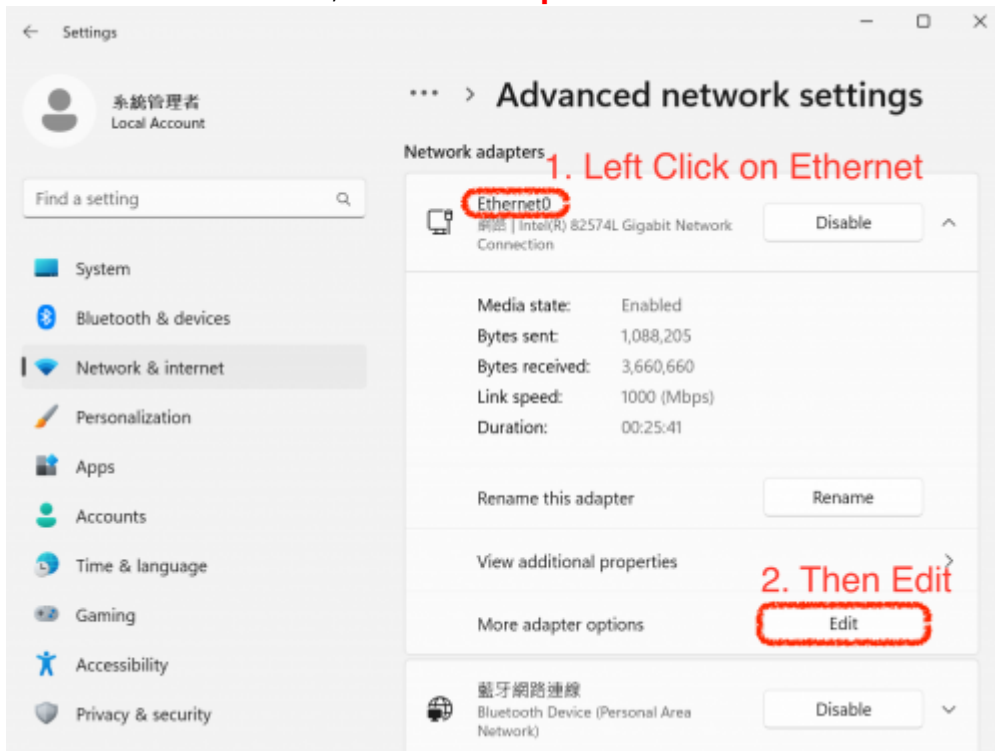 Settings
系統管理者
Local Account
Find a setting
System
Bluetooth & devices
Network & internet
Personalization
Apps
Accounts
Time & language
Gaming
Accessibility
Privacy & security
... > Advanced network settings
Network adapters
1. Left Click on Ethernet
Ethernet0
網路 | Intel(R) 82574L Gigabit Network
Connection
Disable
Media state: Enabled
Bytes sent: 1,088,205
Bytes received: 3,660,660
Link speed: 1000 (Mbps)
Duration: 00:25:41
Rename this adapter
Rename
View additional properties
2. Then Edit
More adapter options
Edit
藍牙網路連線
Bluetooth Device (Personal Area
Network)
Disable